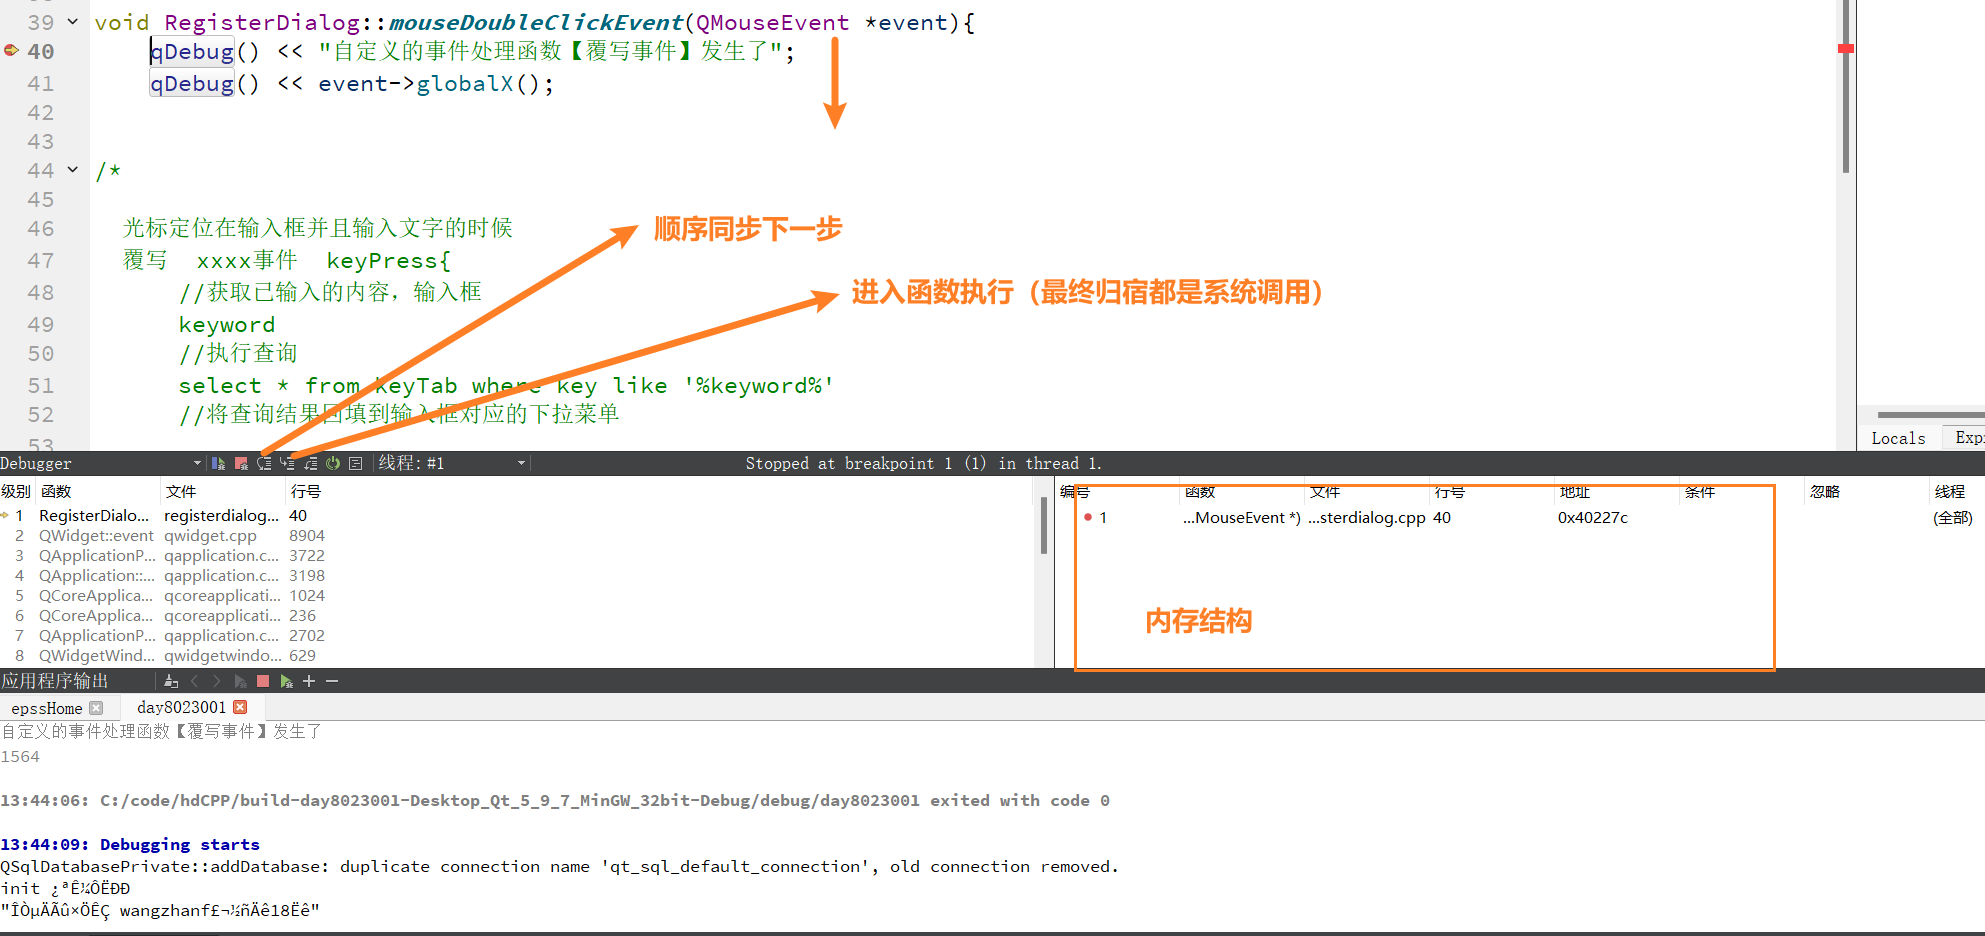 39 void RegisterDialog::mouseDoubleClickEvent(QMouseEvent *event){
40 qDebug() << "自定义的事件处理函数【覆写事件】发生了";
41 qDebug() << event->globalX();
42
43
44 /*
45
46 光标定位在输入框并且输入文字的时候
顺序同步下一步
47 覆写 xxxx事件 keyPress{
48 //获取已输入的内容，输入框
进入函数执行（最终归宿都是系统调用）
49 keyword
50 //执行查询
51 select * from keyTab where key like '%keyword%'
52 //将查询结果回填到输入框对应的下拉菜单
53
Locals
Debugger 线程: #1 Stopped at breakpoint 1 (1) in thread 1.
级别 函数 文件 行号
1 RegisterDialo... registerdialog... 40
2 QWidget::event qwidget.cpp 8904
3 QApplicationP... qapplication.c... 3722
4 QApplication::... qapplication.c... 3198
5 QCoreApplica... qcoreapplicati... 1024
6 QCoreApplica... qcoreapplicati... 236
7 QApplicationP... qapplication.c... 2702
8 QWidgetWind... qwidgetwindo... 629
编号 函数 文件 行号 地址 条件 忽略 线程
1 ...MouseEvent *) ...sterdialog.cpp 40 0x40227c (全部)
内存结构
应用程序输出
epssHome day8023001
自定义的事件处理函数【覆写事件】发生了
1564
13:44:06: C:/code/hdCPP/build-day8023001-Desktop_Qt_5_9_7_MinGW_32bit-Debug/debug/day8023001 exited with code 0
13:44:09: Debugging starts
QSqlDatabasePrivate::addDatabase: duplicate connection name 'qt_sql_default_connection', old connection removed.
init ¿ªÊ¼ÔËÐÐ
"ÎÒµÄÃû×ÖÊÇ wangzhanf£¬½ñÄê18Ëê"